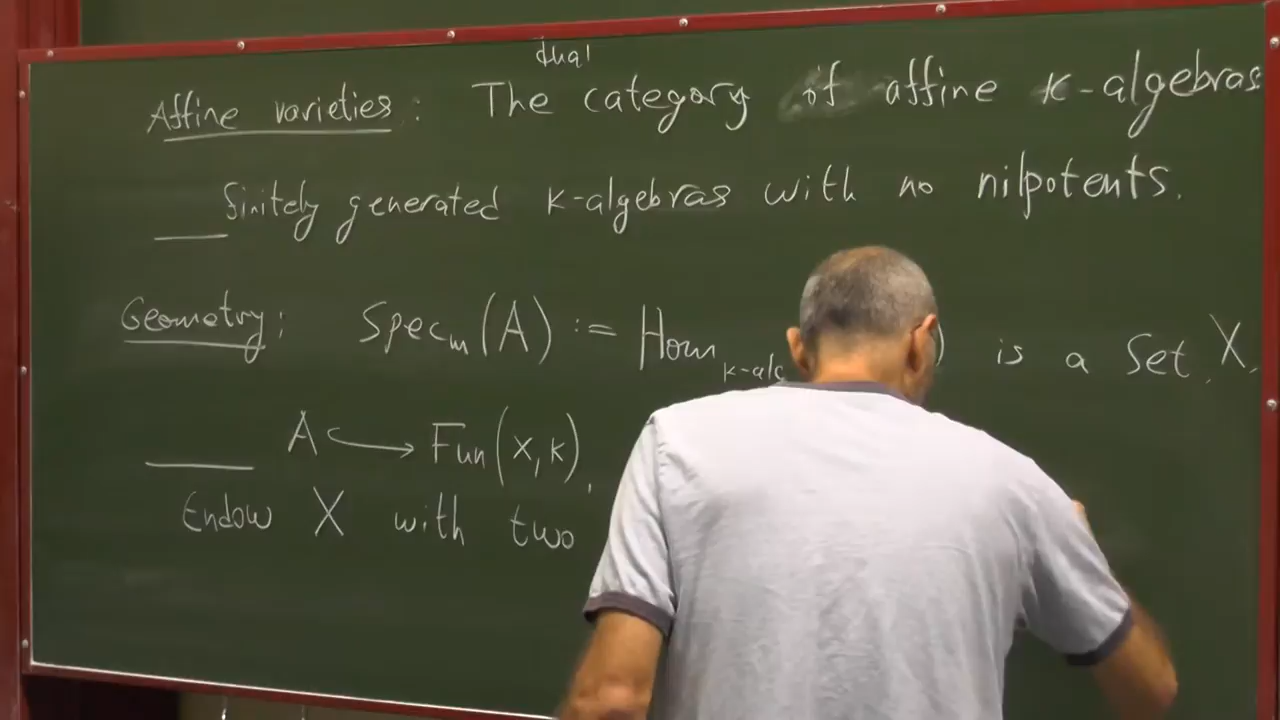 dual
Affine varieties: The category of affine k-algebras
finitely generated k-algebras with no nilpotents.
Geometry: Specm(A) := Hom k-alg ) is a set, X,
A ↪ Fun(X,k),
Endow X with two